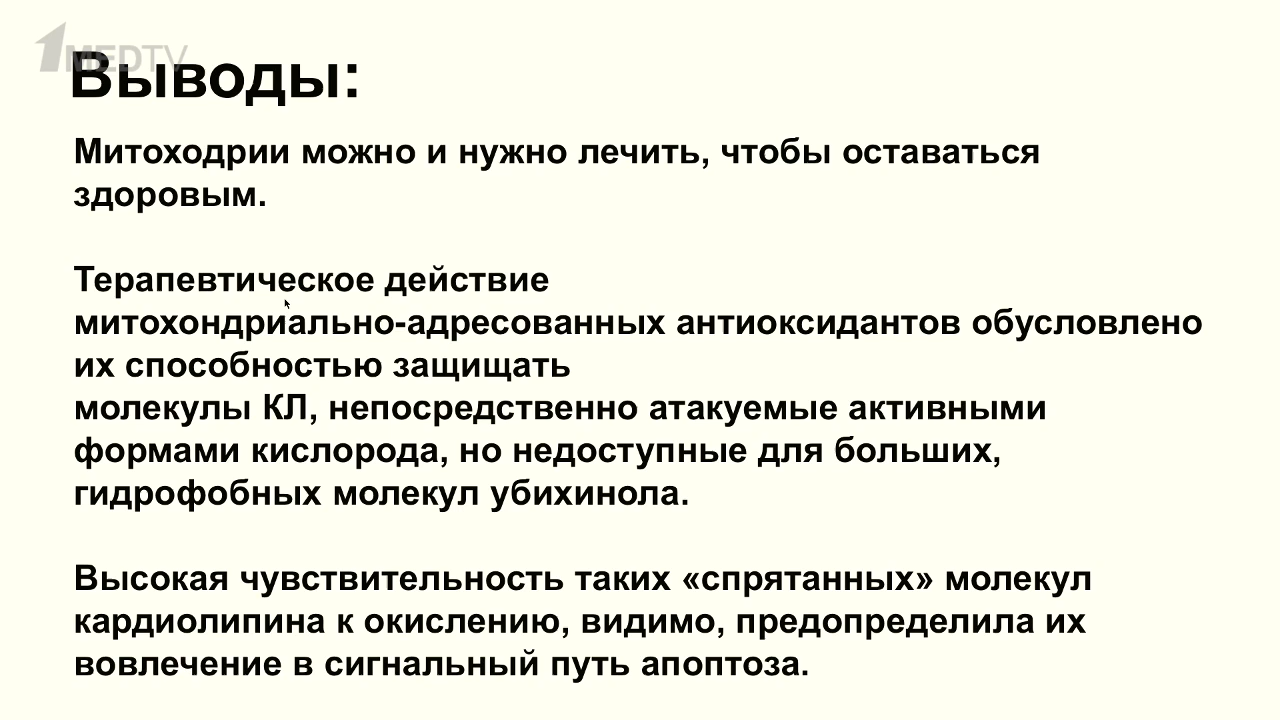 1MEDTV
Выводы:
Митоходрии можно и нужно лечить, чтобы оставаться
здоровым.
Терапевтическое действие
митохондриально-адресованных антиоксидантов обусловлено
их способностью защищать
молекулы КЛ, непосредственно атакуемые активными
формами кислорода, но недоступные для больших,
гидрофобных молекул убихинола.
Высокая чувствительность таких «спрятанных» молекул
кардиолипина к окислению, видимо, предопределила их
вовлечение в сигнальный путь апоптоза.